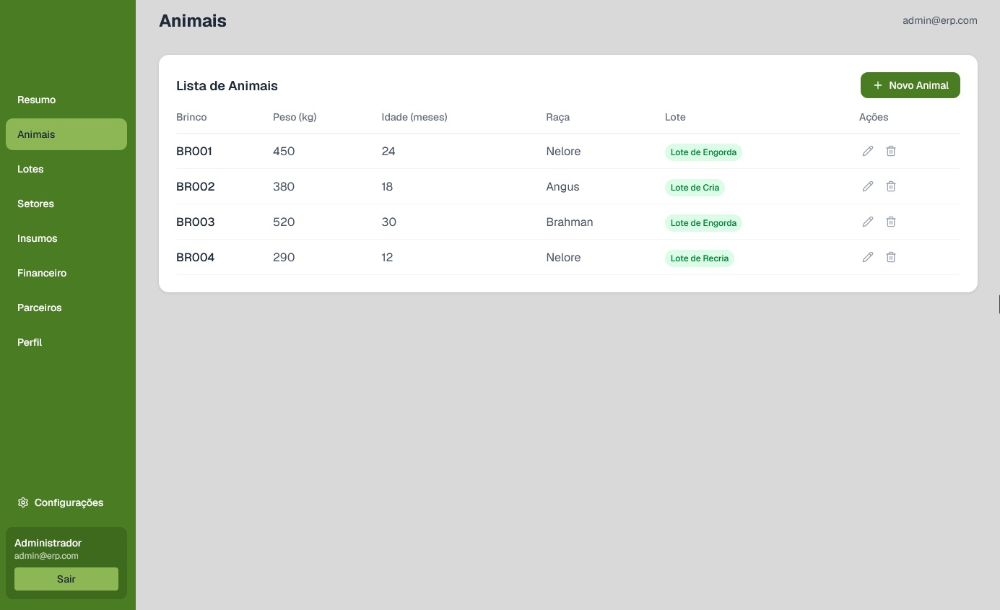 Animais
admin@erp.com
Resumo
Animais
Lotes
Setores
Insumos
Financeiro
Parceiros
Perfil
Configurações
Administrador
admin@erp.com
Sair
Lista de Animais
Novo Animal
Brinco Peso (kg) Idade (meses) Raça Lote Ações
BR001 450 24 Nelore Lote de Engorda
BR002 380 18 Angus Lote de Cria
BR003 520 30 Brahman Lote de Engorda
BR004 290 12 Nelore Lote de Recria